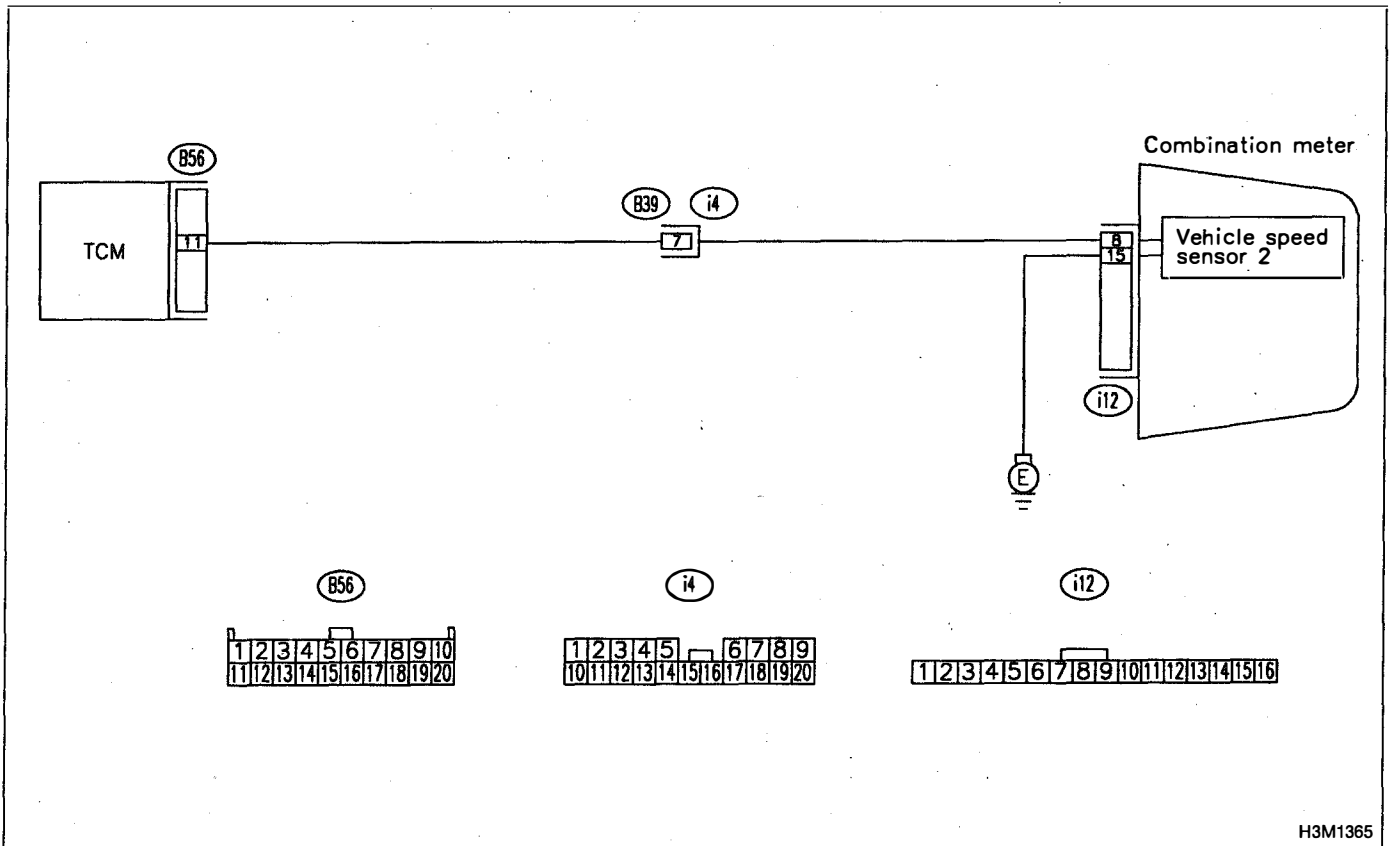 Combination meter
B56
B39 i4
TCM
11
7
8
15
Vehicle speed
sensor 2
i12
E
B56 i4 i12
1 2 3 4 5 6 7 8 9 10
11 12 13 14 15 16 17 18 19 20
1 2 3 4 5 6 7 8 9
10 11 12 13 14 15 16 17 18 19 20
1 2 3 4 5 6 7 8 9 10 11 12 13 14 15 16
H3M1365